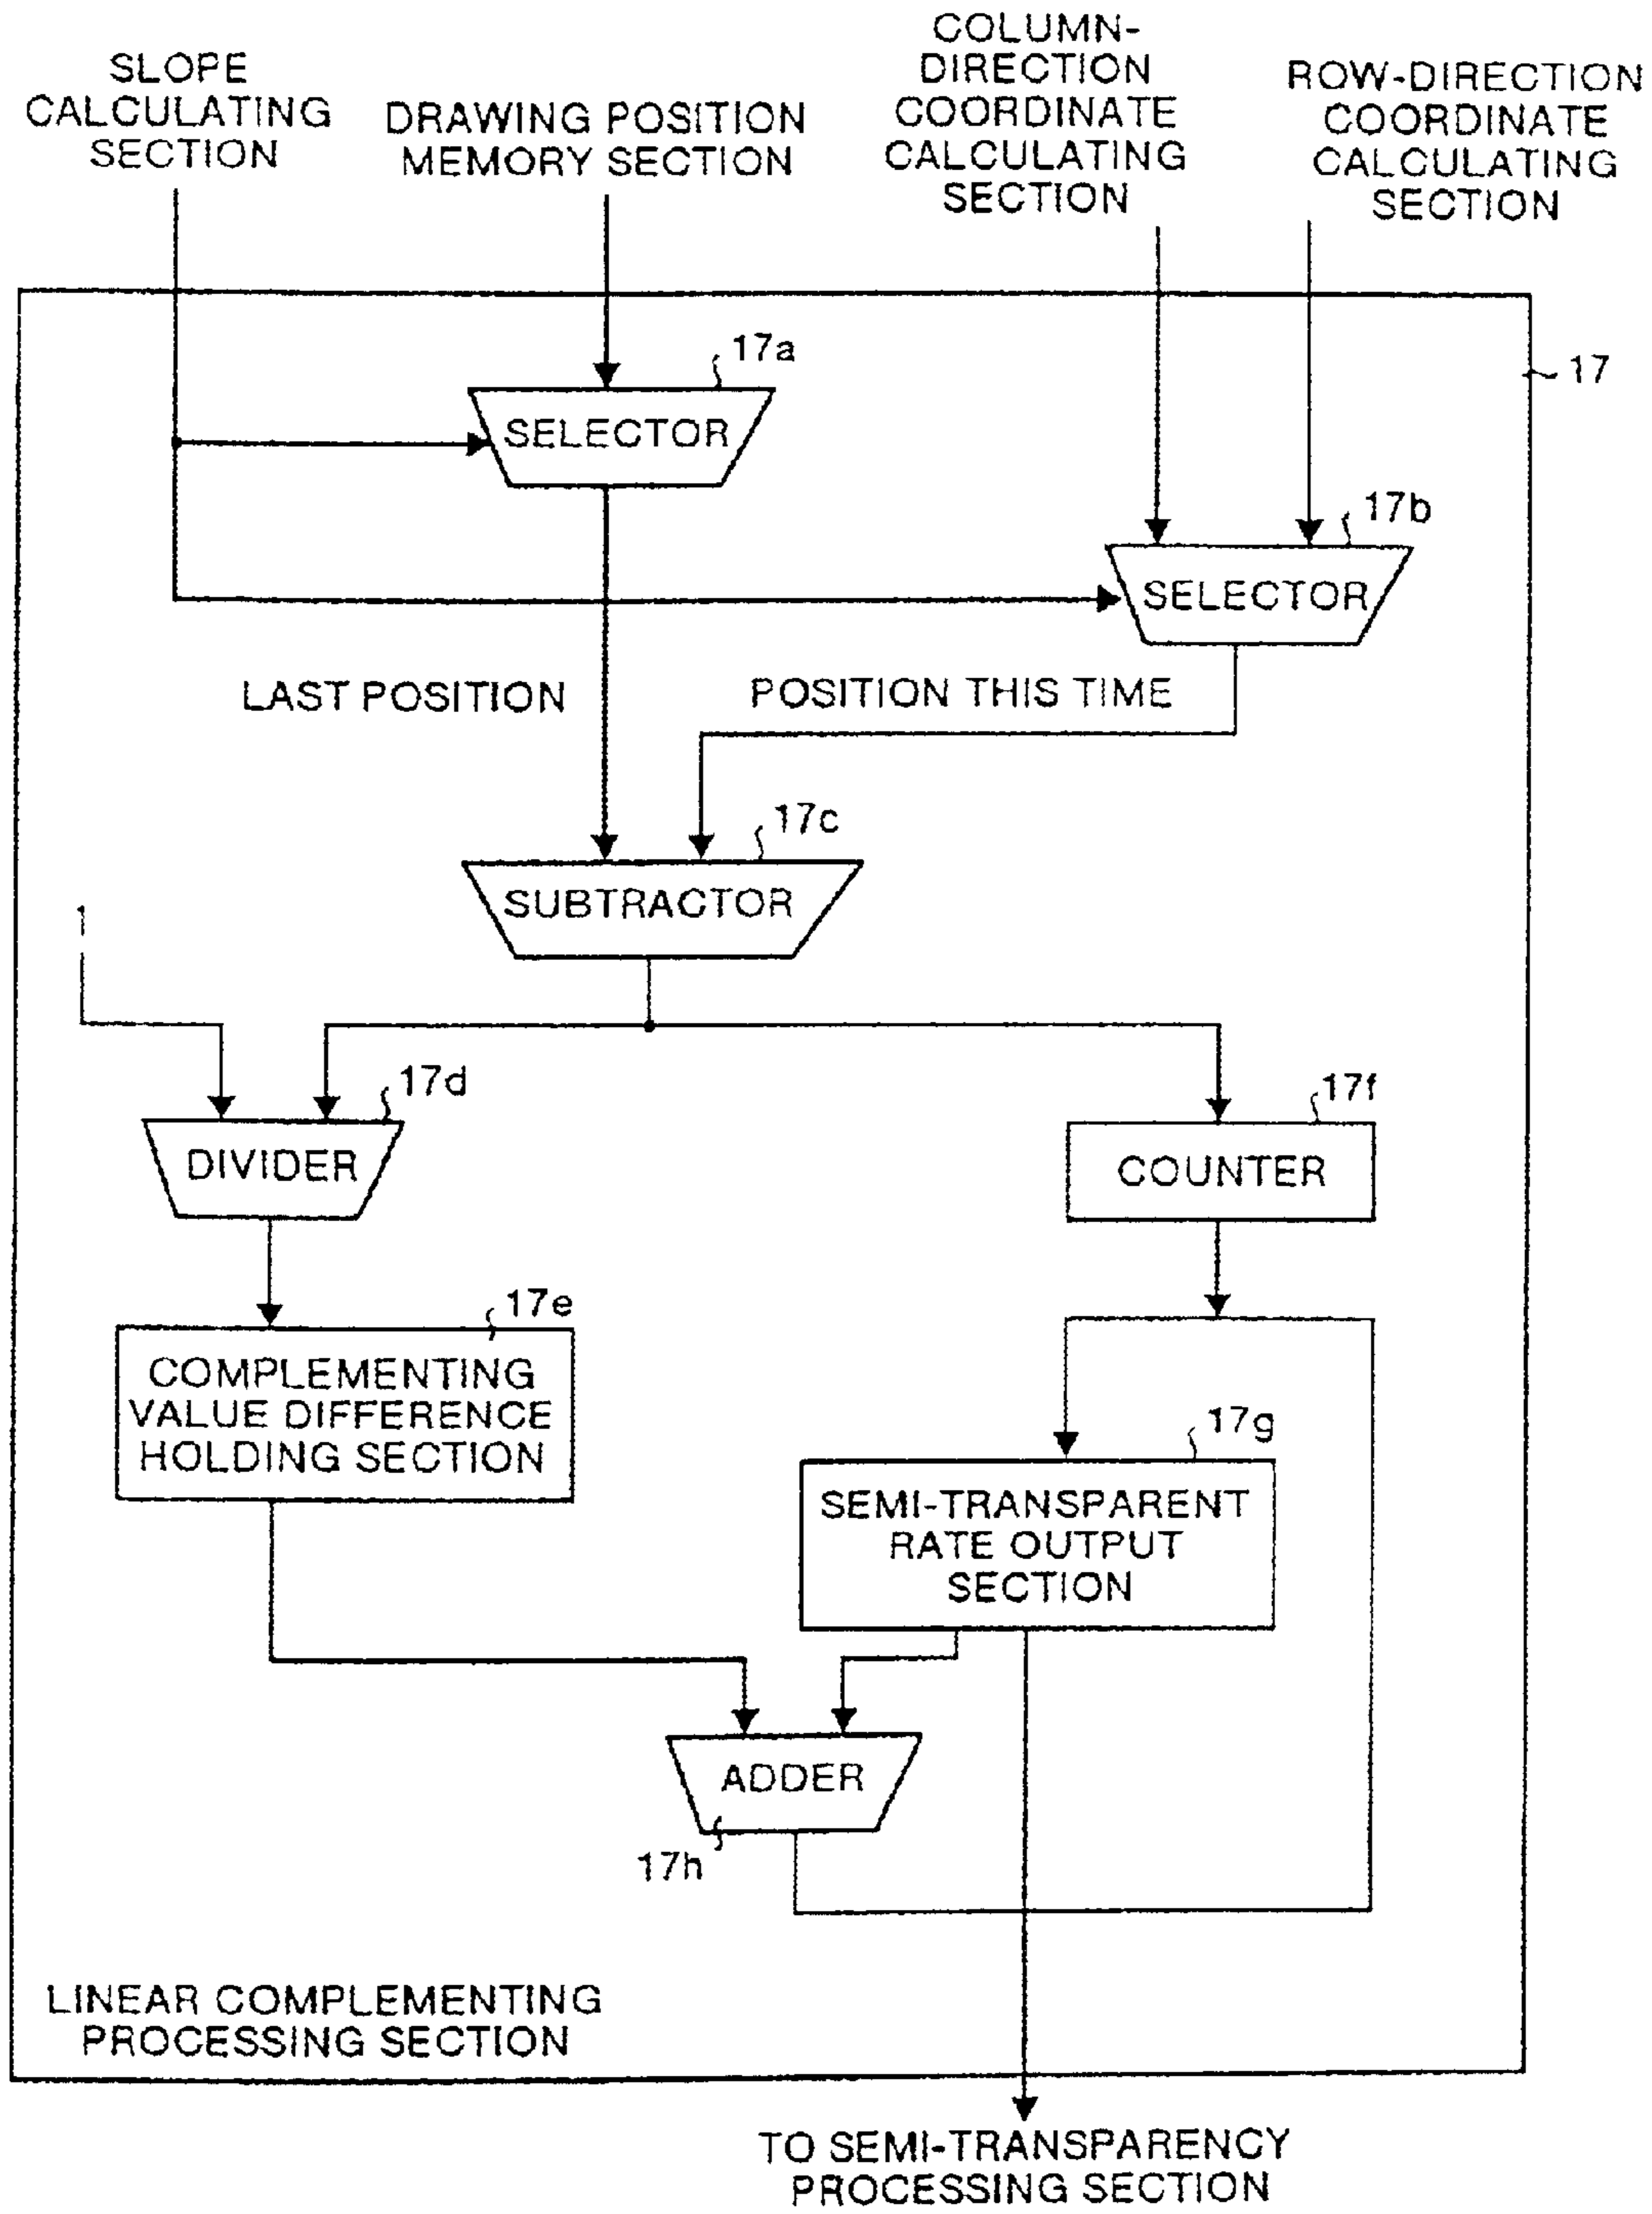 SLOPE
CALCULATING
SECTION
DRAWING POSITION
MEMORY SECTION
COLUMN-
DIRECTION
COORDINATE
CALCULATING
SECTION
ROW-DIRECTION
COORDINATE
CALCULATING
SECTION
17
17a
SELECTOR
17b
SELECTOR
LAST POSITION
POSITION THIS TIME
17c
SUBTRACTOR
1
17d
DIVIDER
17f
COUNTER
17e
COMPLEMENTING
VALUE DIFFERENCE
HOLDING SECTION
17g
SEMI-TRANSPARENT
RATE OUTPUT
SECTION
ADDER
17h
LINEAR COMPLEMENTING
PROCESSING SECTION
TO SEMI-TRANSPARENCY
PROCESSING SECTION